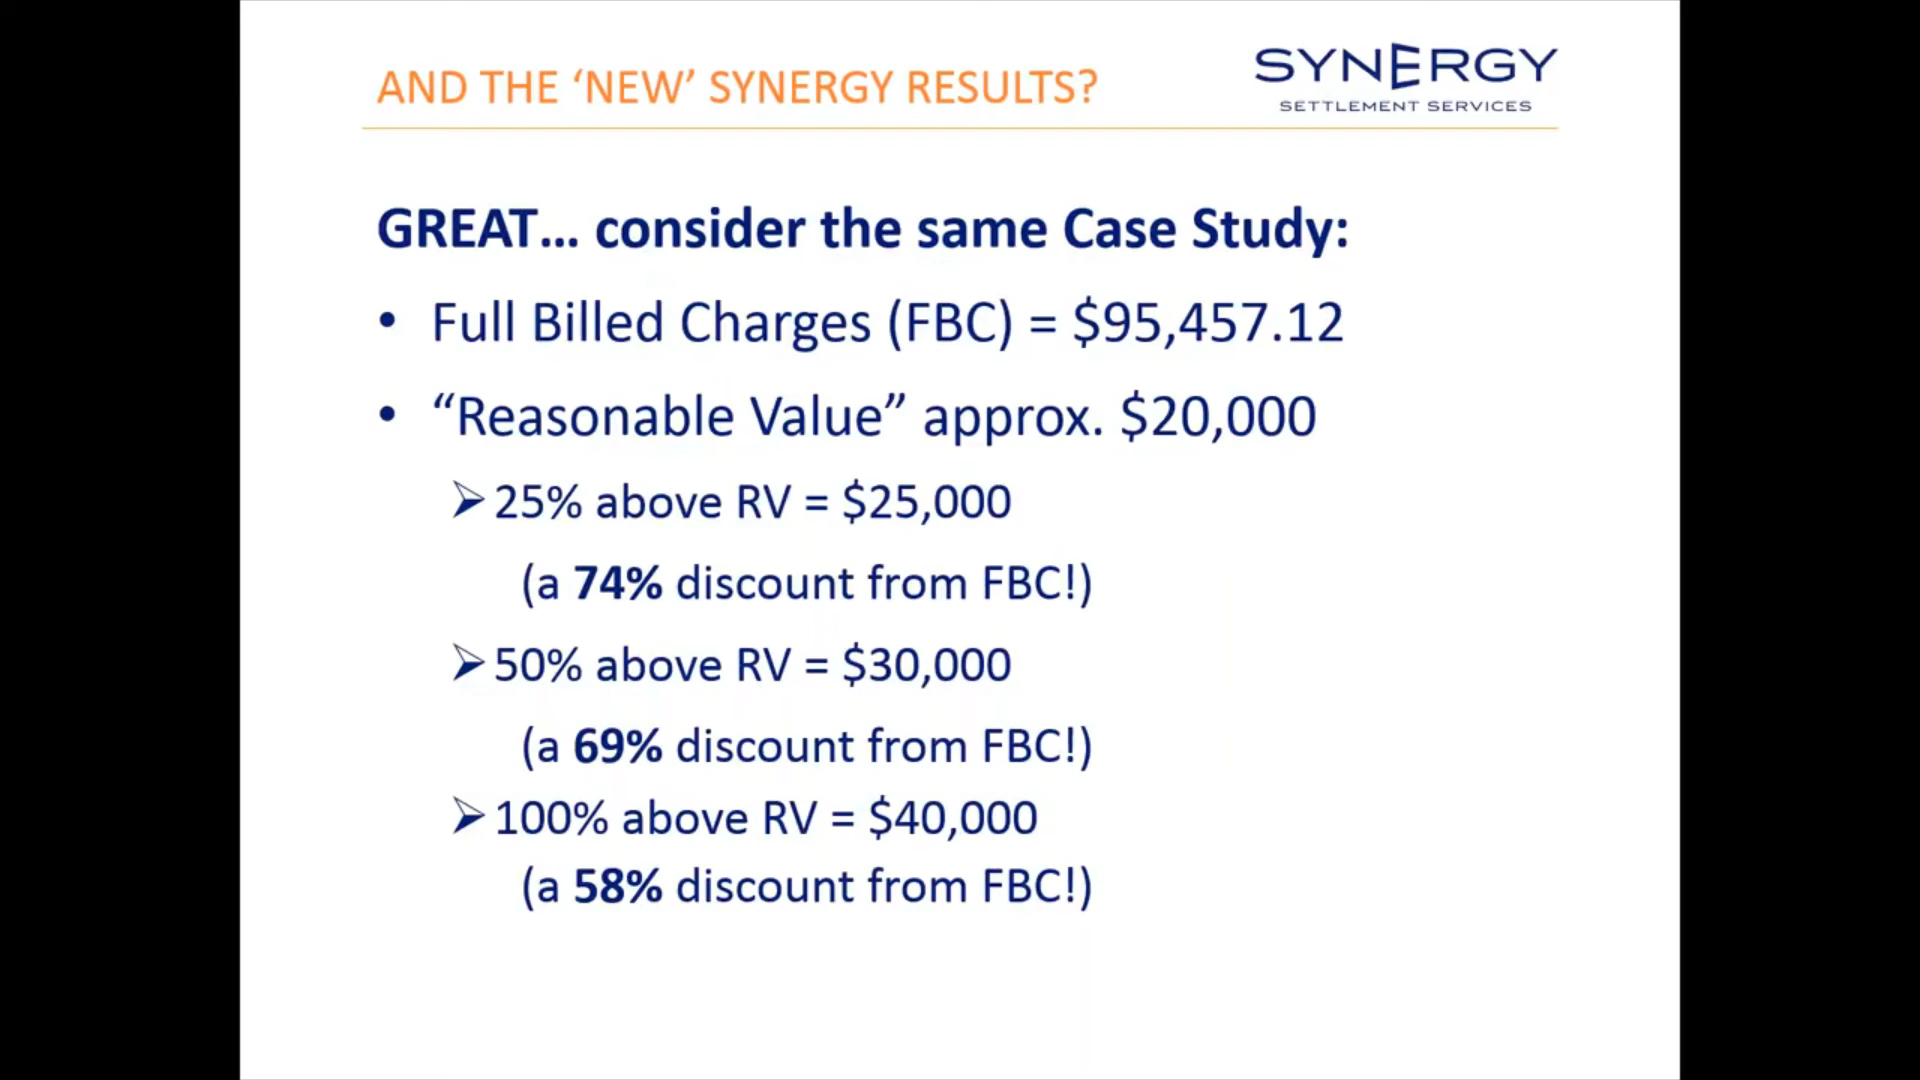 AND THE ‘NEW’ SYNERGY RESULTS?
SYNERGY
SETTLEMENT SERVICES
GREAT... consider the same Case Study:
• Full Billed Charges (FBC) = $95,457.12
• “Reasonable Value” approx. $20,000
➢ 25% above RV = $25,000
(a 74% discount from FBC!)
➢ 50% above RV = $30,000
(a 69% discount from FBC!)
➢ 100% above RV = $40,000
(a 58% discount from FBC!)